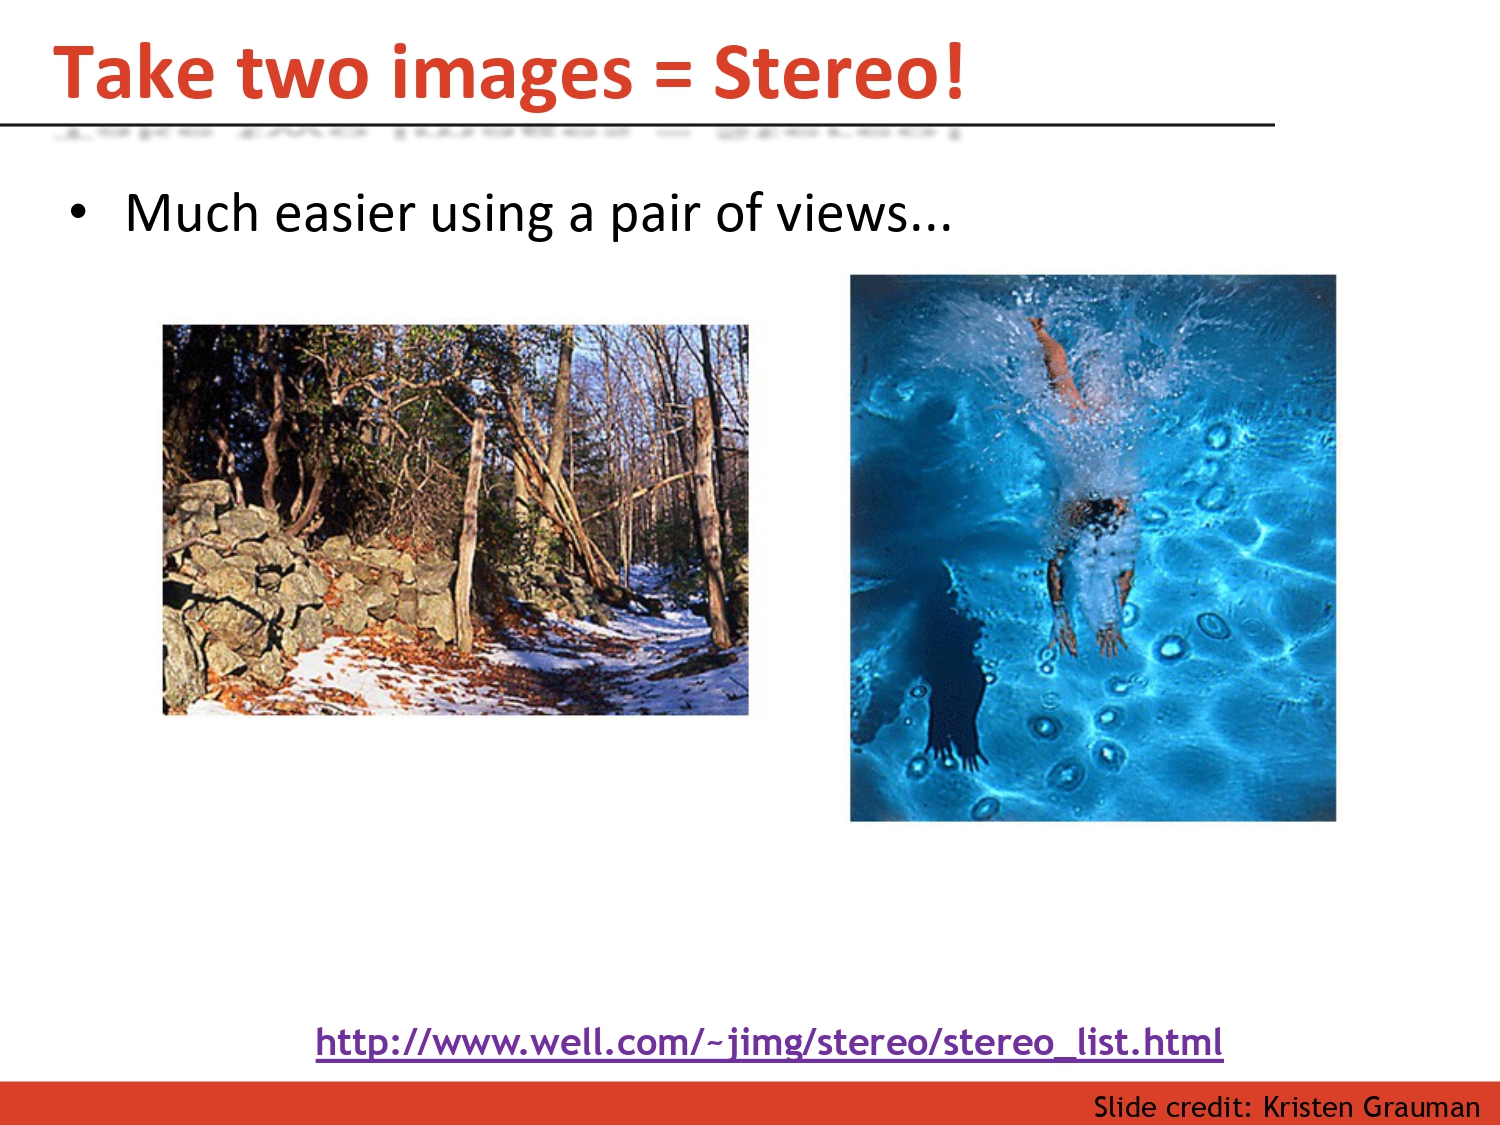 Take two images = Stereo!
• Much easier using a pair of views...
http://www.well.com/~jimg/stereo/stereo_list.html
Slide credit: Kristen Grauman